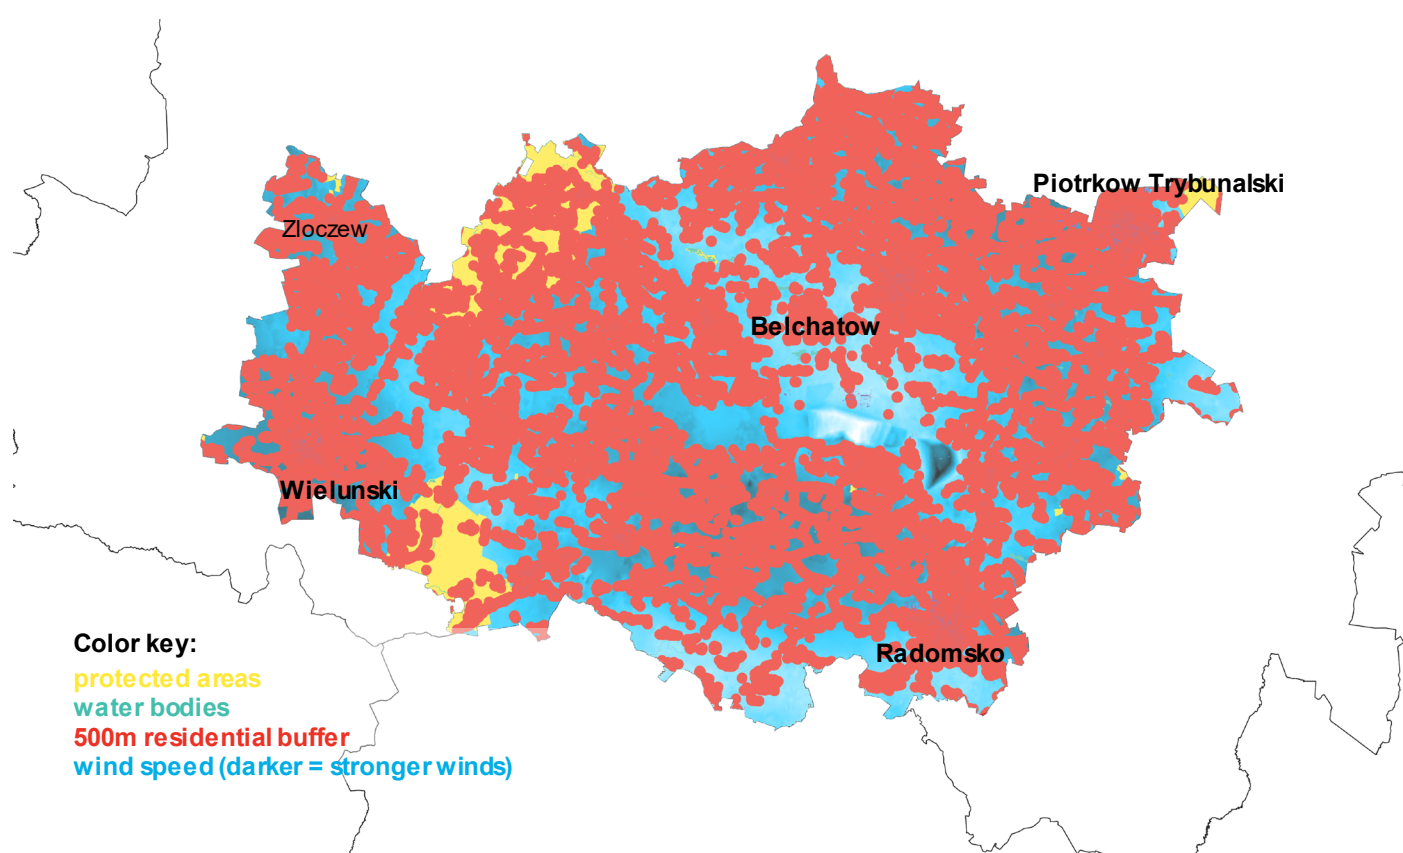 Piotrkow Trybunalski
Zloczew
Belchatow
Wielunski
Radomsko
Color key:
protected areas
water bodies
500m residential buffer
wind speed (darker = stronger winds)